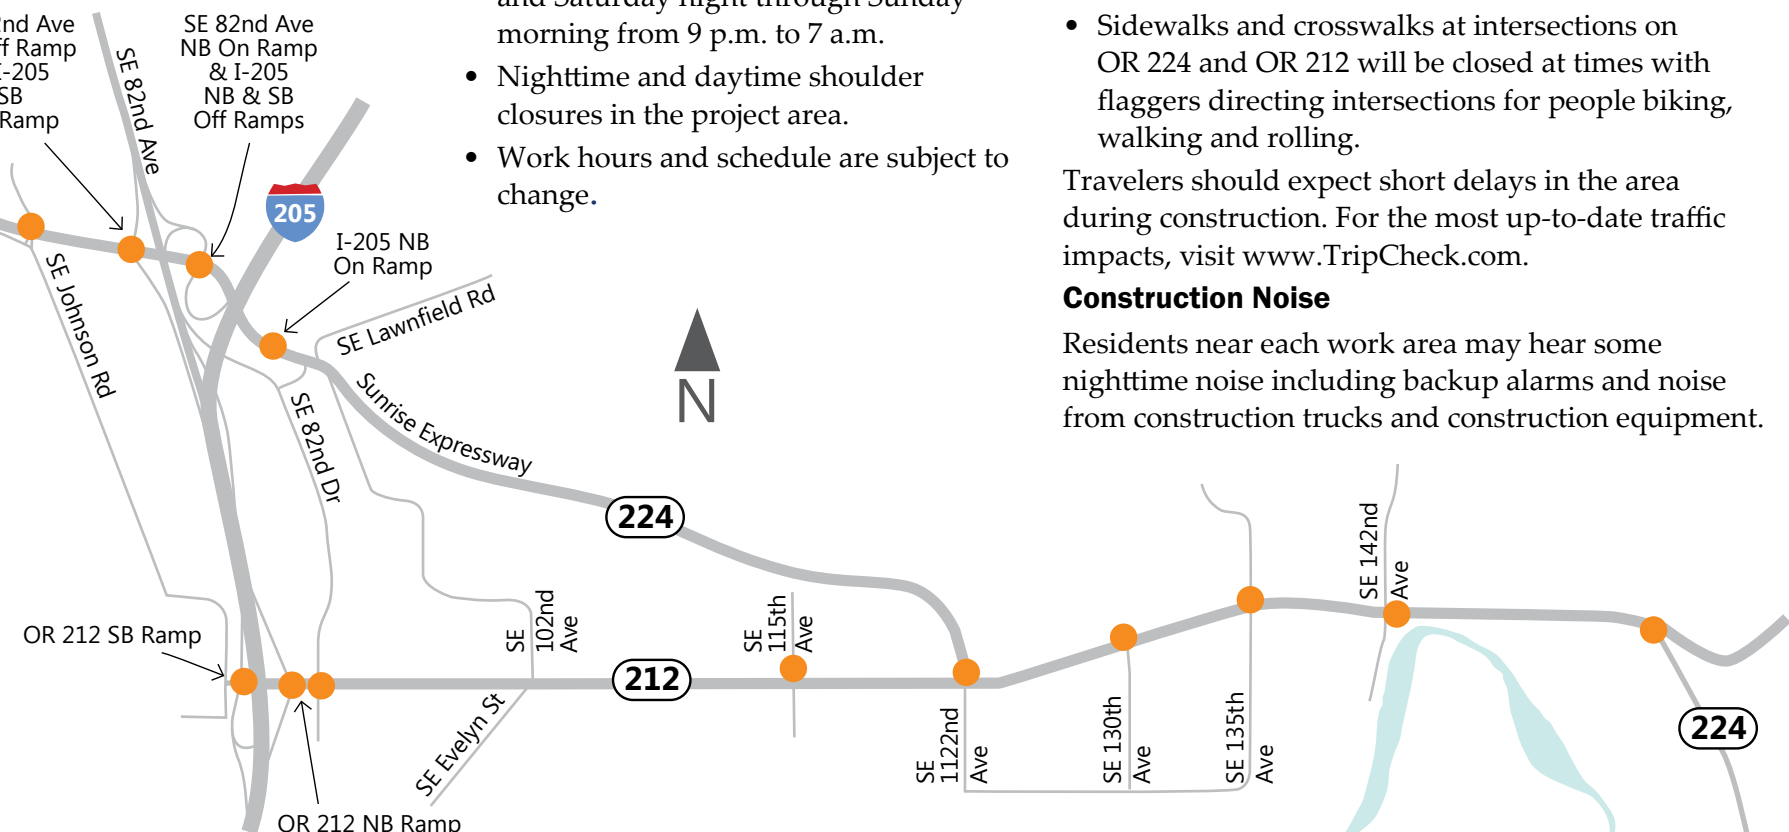 and Saturday night through Sunday
morning from 9 p.m. to 7 a.m.
• Nighttime and daytime shoulder
closures in the project area.
• Work hours and schedule are subject to
change.
• Sidewalks and crosswalks at intersections on
OR 224 and OR 212 will be closed at times with
flaggers directing intersections for people biking,
walking and rolling.
Travelers should expect short delays in the area
during construction. For the most up-to-date traffic
impacts, visit www.TripCheck.com.
Construction Noise
Residents near each work area may hear some
nighttime noise including backup alarms and noise
from construction trucks and construction equipment.
Ave
Ramp
-205
SB
Ramp
SE 82nd Ave
SE 82nd Ave
NB On Ramp
& I-205
NB & SB
Off Ramps
205
I-205 NB
On Ramp
SE Johnson Rd
SE Lawnfield Rd
Sunrise Expressway
SE 82nd Dr
N
224
OR 212 SB Ramp
SE
102nd
Ave
SE
115th
Ave
212
SE Evelyn St
OR 212 NB Ramp
SE
1122nd
Ave
SE 130th
Ave
SE 135th
Ave
SE 142nd
Ave
224